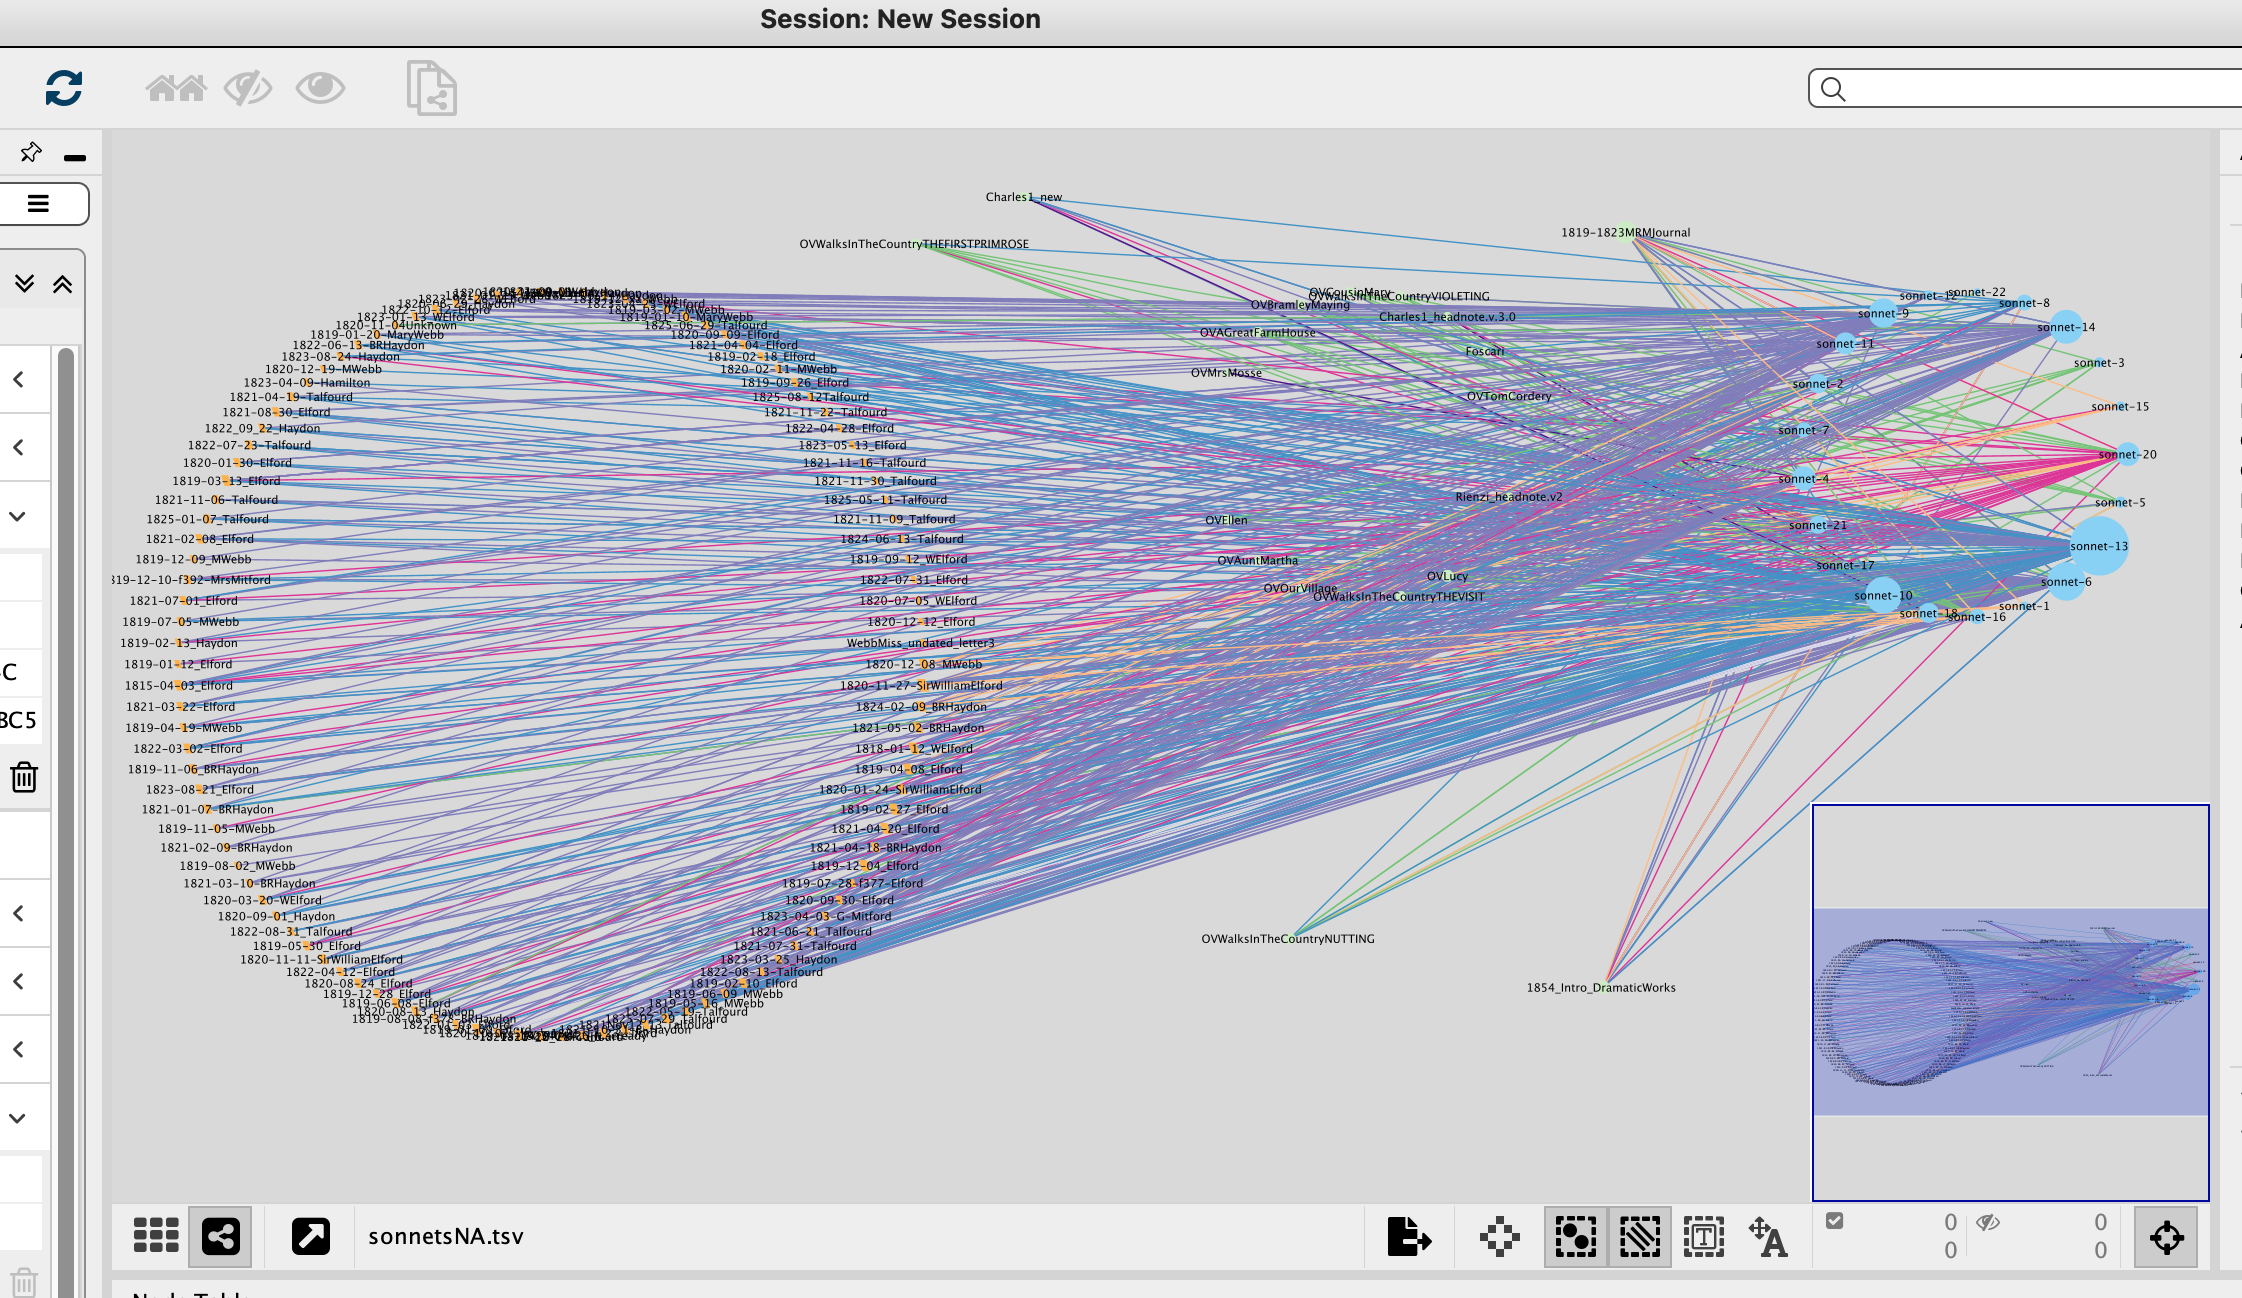 Session: New Session
Charles1_new
1819-1823MRMJournal
OVWalksInTheCountryTHEFIRSTPRIMROSE
OVCousinMary
OVWalksInTheCountryVIOLETING
OVBramleyMaying
Charles1_headnote.v.3.0
OVAGreatFarmHouse
Foscari
OVMrsMosse
OVTomCordery
Rienzi_headnote.v2
OVEllen
OVAuntMartha
OVLucy
OVOurVillage
OVWalksInTheCountryTHEVISIT
OVWalksInTheCountryNUTTING
1854_Intro_DramaticWorks
sonnet-12
sonnet-22
sonnet-8
sonnet-9
sonnet-14
sonnet-11
sonnet-3
sonnet-2
sonnet-15
sonnet-7
sonnet-20
sonnet-4
sonnet-5
sonnet-21
sonnet-13
sonnet-17
sonnet-6
sonnet-10
sonnet-1
sonnet-18
sonnet-16
1823-01-13_WElford
1820-11-04Unknown
1819-01-20-MaryWebb
1822-06-13-BRHaydon
1823-08-24-Haydon
1820-12-19-MWebb
1823-04-09-Hamilton
1821-04-19-Talfourd
1821-08-30_Elford
1822_09_22_Haydon
1822-07-23-Talfourd
1820-01-30-Elford
1819-03-13_Elford
1821-11-06-Talfourd
1825-01-07_Talfourd
1821-02-08_Elford
1819-12-09_MWebb
319-12-10-f392-MrsMitford
1821-07-01_Elford
1819-07-05-MWebb
1819-02-13_Haydon
1819-01-12_Elford
1815-04-03_Elford
1821-03-22-Elford
1819-04-19-MWebb
1822-03-02-Elford
1819-11-06_BRHaydon
1823-08-21_Elford
1821-01-07-BRHaydon
1819-11-05-MWebb
1821-02-09-BRHaydon
1819-08-02_MWebb
1821-03-10-BRHaydon
1820-03-20-WElford
1820-09-01_Haydon
1822-08-31_Talfourd
1819-05-30_Elford
1820-11-11-SirWilliamElford
1822-04-12-Elford
1820-08-24_Elford
1819-12-28_Elford
1819-06-08-Elford
1820-08-13_Haydon
1819-08-08-f378-BRHaydon
1819-03-02-MWebb
1819-01-10-MaryWebb
1825-06-29-Talfourd
1820-09-09-Elford
1821-04-04-Elford
1819-02-18_Elford
1820-02-11-MWebb
1819-09-26_Elford
1825-08-12Talfourd
1821-11-22-Talfourd
1822-04-28-Elford
1823-05-13_Elford
1821-11-16-Talfourd
1821-11-30_Talfourd
1825-05-11-Talfourd
1821-11-09_Talfourd
1824-06-13-Talfourd
1819-09-12_WElford
1822-07-31_Elford
1820-07-05_WElford
1820-12-12_Elford
WebbMiss_undated_letter3
1820-12-08-MWebb
1820-11-27-SirWilliamElford
1824-02-09_BRHaydon
1821-05-02-BRHaydon
1818-01-12_WElford
1819-04-08_Elford
1820-01-24-SirWilliamElford
1819-02-27_Elford
1821-04-20_Elford
1821-04-18-BRHaydon
1819-12-04_Elford
1819-07-28-f377-Elford
1820-09-30-Elford
1823-04-03-G-Mitford
1821-06-21_Talfourd
1821-07-31-Talfourd
1823-03-25_Haydon
1822-08-13-Talfourd
1819-02-10_Elford
1819-06-09_MWebb
1819-05-16_MWebb
1822-05-19-Talfourd
1825-07-29_Talfourd
C
BC5
sonnetsNA.tsv
0
0
0
0